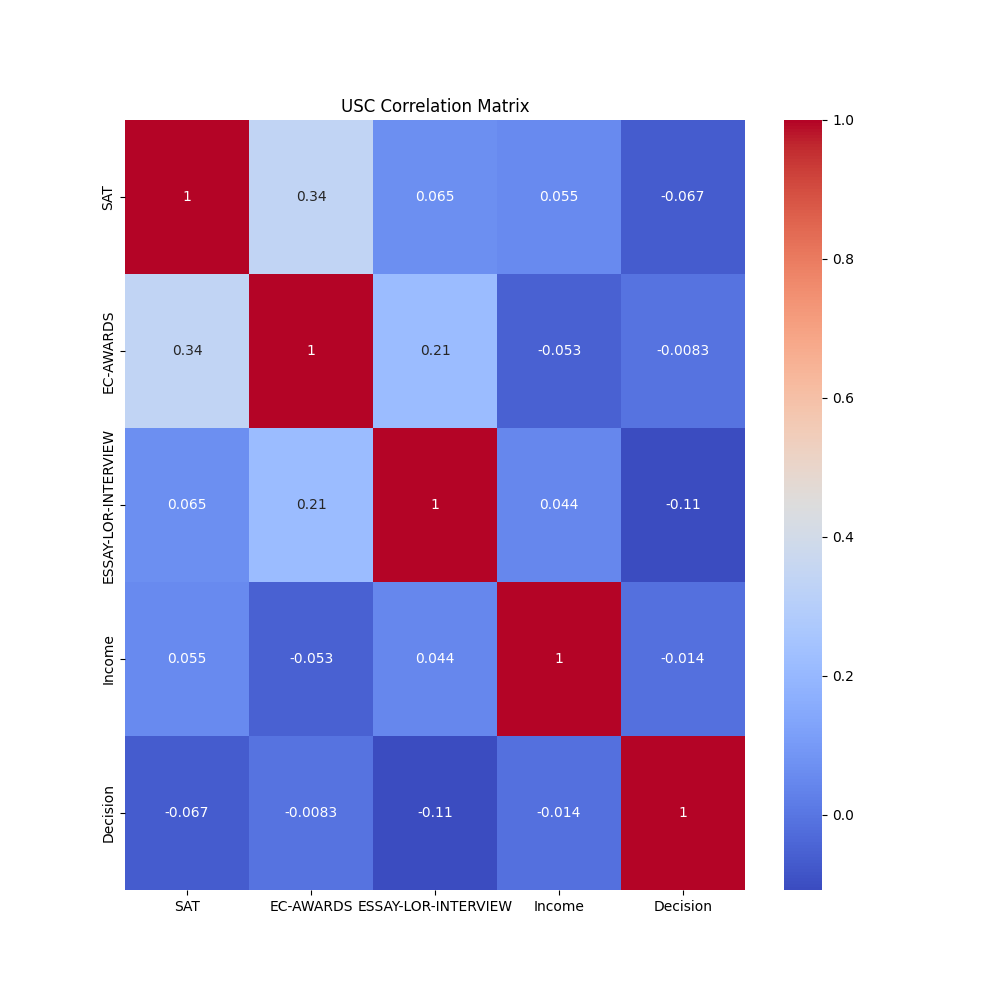 USC Correlation Matrix
SAT
1
0.34
0.065
0.055
-0.067
EC-AWARDS
0.34
1
0.21
-0.053
-0.0083
ESSAY-LOR-INTERVIEW
0.065
0.21
1
0.044
-0.11
Income
0.055
-0.053
0.044
1
-0.014
Decision
-0.067
-0.0083
-0.11
-0.014
1
SAT
EC-AWARDS
ESSAY-LOR-INTERVIEW
Income
Decision
1.0
0.8
0.6
0.4
0.2
0.0